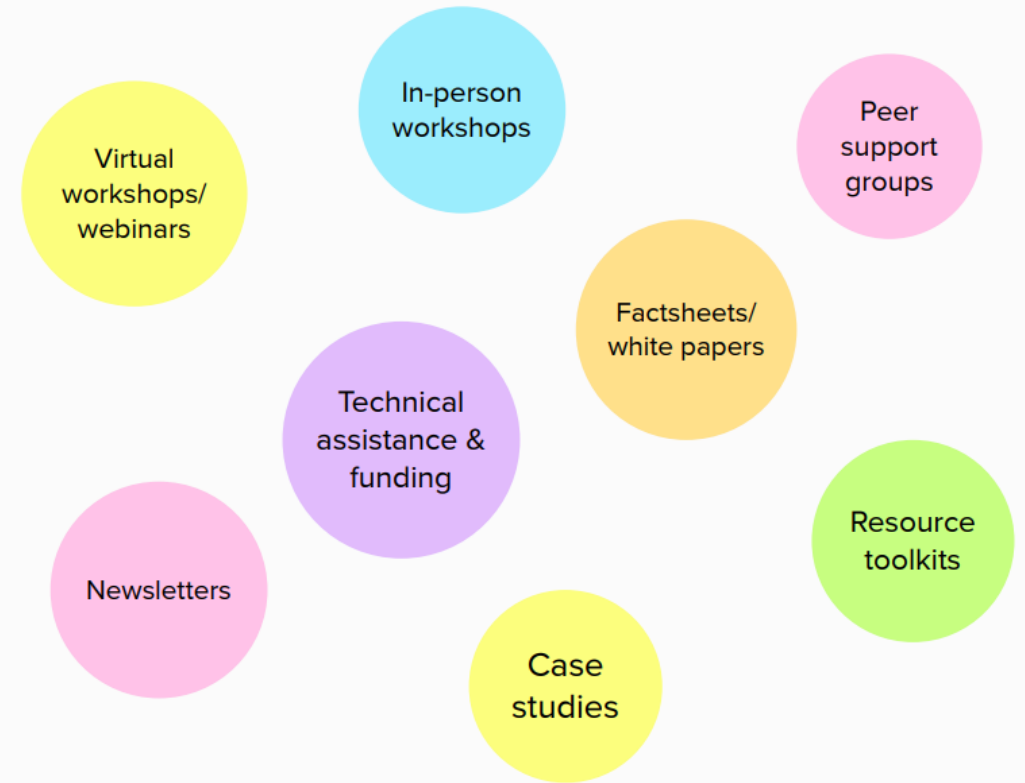 In-person
workshops
Peer
support
groups
Virtual
workshops/
webinars
Factsheets/
white papers
Technical
assistance &
funding
Resource
toolkits
Newsletters
Case
studies